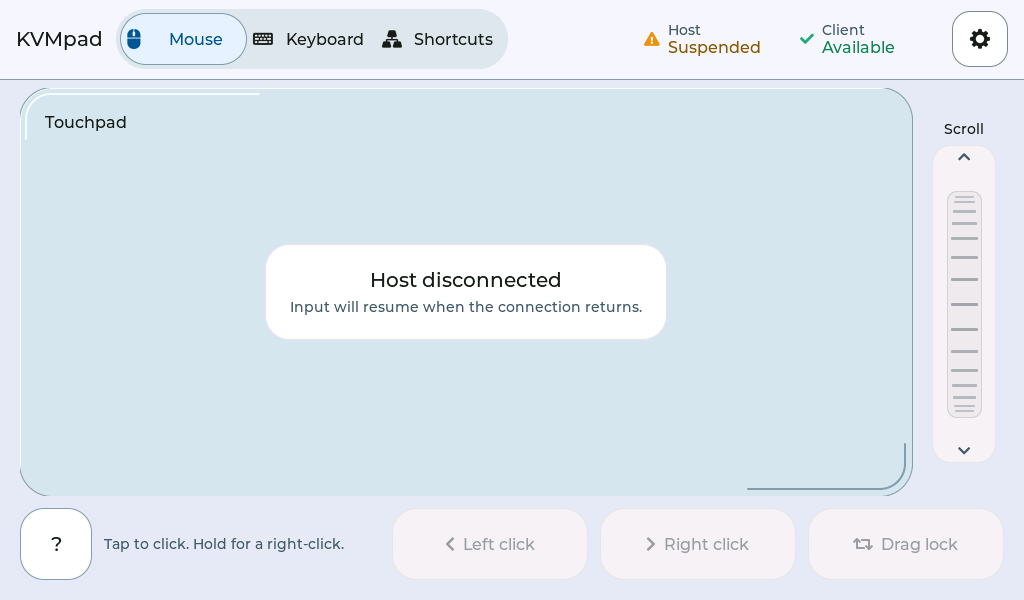 KVMpad
Mouse
Keyboard
Shortcuts
Host
Suspended
Client
Available
Touchpad
Scroll
Host disconnected
Input will resume when the connection returns.
?
Tap to click. Hold for a right-click.
Left click
Right click
Drag lock